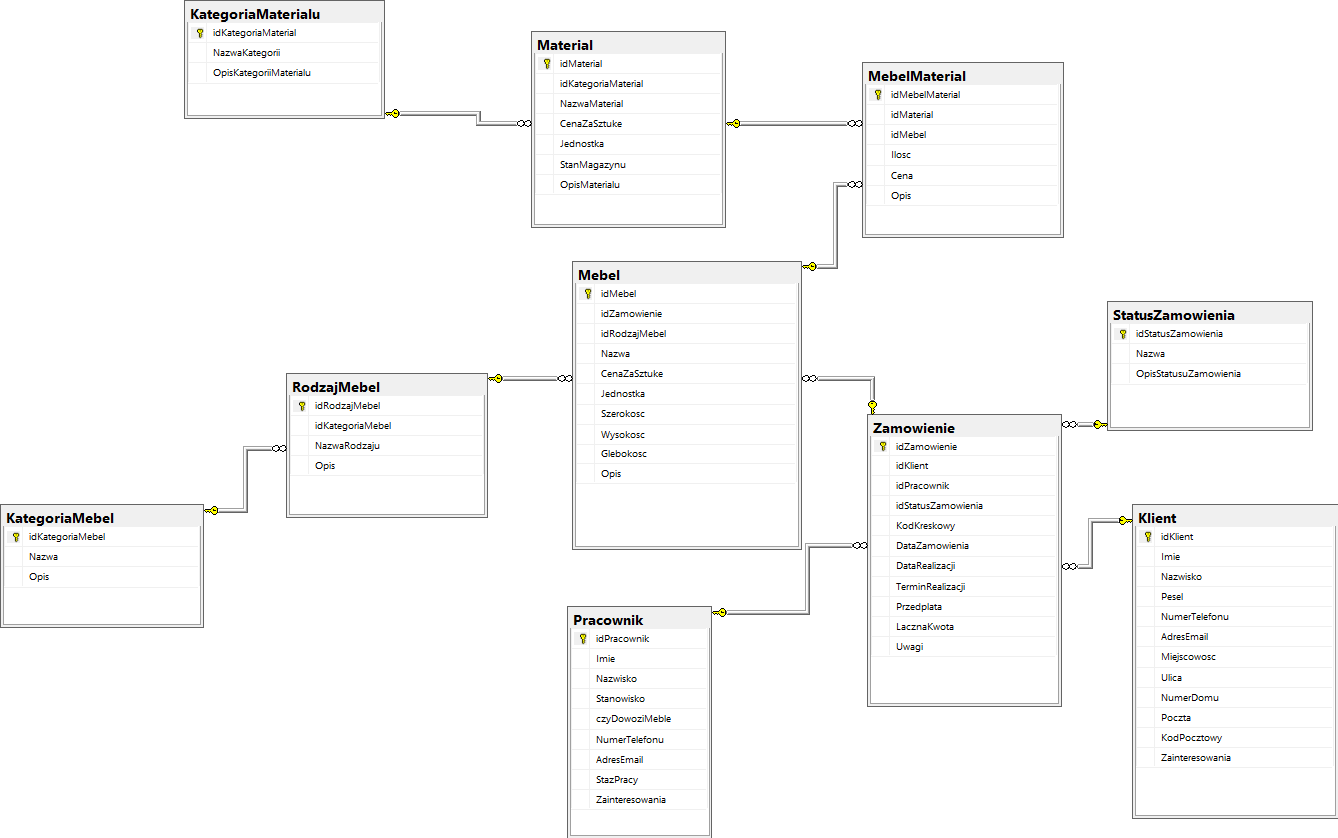 KategoriaMaterialu
idKategoriaMaterial
NazwaKategorii
OpisKategoriiMaterialu
Material
idMaterial
idKategoriaMaterial
NazwaMaterial
CenaZaSztuke
Jednostka
StanMagazynu
OpisMaterialu
MebelMaterial
idMebelMaterial
idMaterial
idMebel
Ilosc
Cena
Opis
Mebel
idMebel
idZamowienie
idRodzajMebel
Nazwa
CenaZaSztuke
Jednostka
Szerokosc
Wysokosc
Glebokosc
Opis
StatusZamowienia
idStatusZamowienia
Nazwa
OpisStatusuZamowienia
RodzajMebel
idRodzajMebel
idKategoriaMebel
NazwaRodzaju
Opis
Zamowienie
idZamowienie
idKlient
idPracownik
idStatusZamowienia
KodKreskowy
DataZamowienia
DataRealizacji
TerminRealizacji
Przedplata
LacznaKwota
Uwagi
KategoriaMebel
idKategoriaMebel
Nazwa
Opis
Klient
idKlient
Imie
Nazwisko
Pesel
NumerTelefonu
AdresEmail
Miejscowosc
Ulica
NumerDomu
Poczta
KodPocztowy
Zainteresowania
Pracownik
idPracownik
Imie
Nazwisko
Stanowisko
czyDowoziMeble
NumerTelefonu
AdresEmail
StazPracy
Zainteresowania